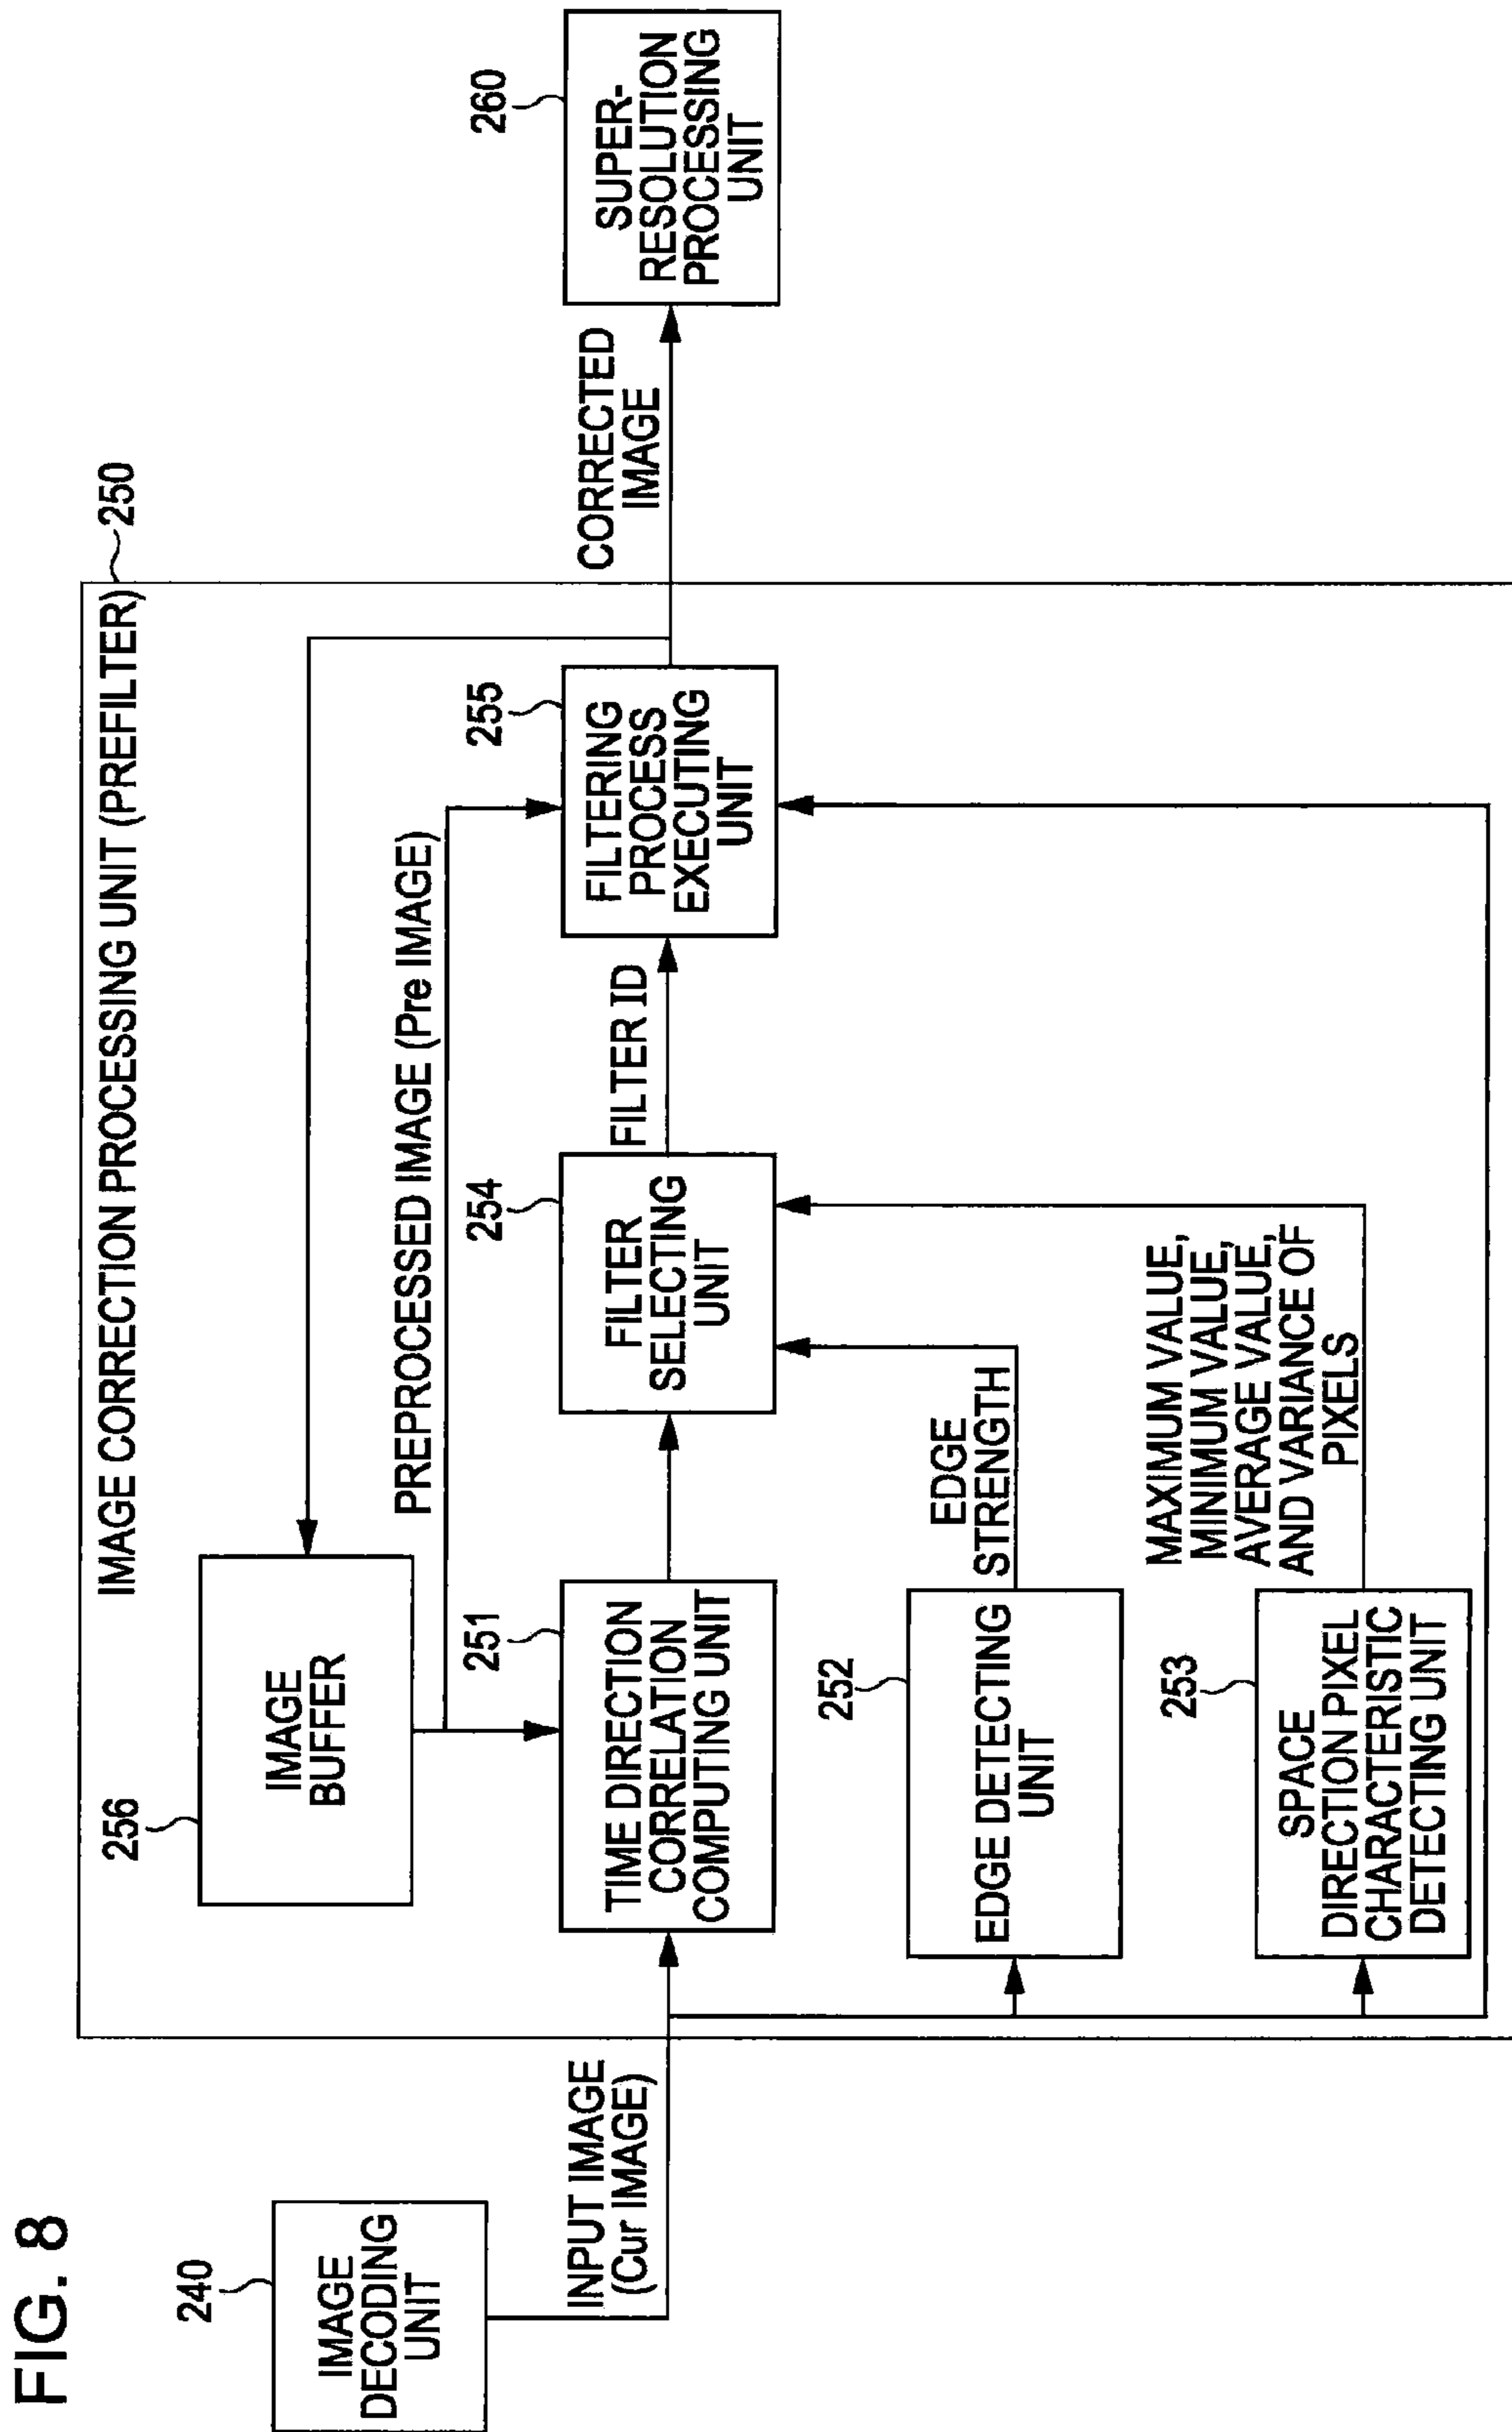 FIG. 8
240
IMAGE
DECODING
UNIT
INPUT IMAGE
(Cur IMAGE)
IMAGE CORRECTION PROCESSING UNIT (PREFILTER)
250
256
IMAGE
BUFFER
PREPROCESSED IMAGE (Pre IMAGE)
251
TIME DIRECTION
CORRELATION
COMPUTING UNIT
252
EDGE DETECTING
UNIT
EDGE
STRENGTH
253
SPACE
DIRECTION PIXEL
CHARACTERISTIC
DETECTING UNIT
MAXIMUM VALUE,
MINIMUM VALUE,
AVERAGE VALUE,
AND VARIANCE OF
PIXELS
254
FILTER
SELECTING
UNIT
FILTER ID
255
FILTERING
PROCESS
EXECUTING
UNIT
CORRECTED
IMAGE
260
SUPER-
RESOLUTION
PROCESSING
UNIT